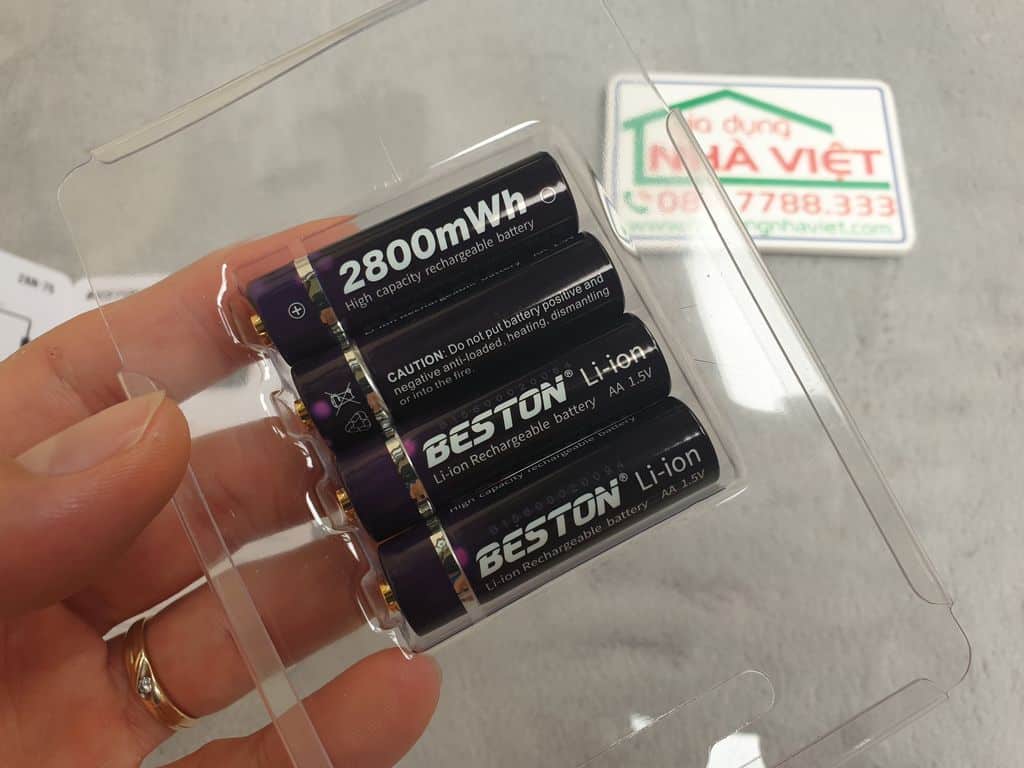 2800mWh
High capacity rechargeable battery
CAUTION: Do not put battery positive and
negative anti-loaded, heating, dismantling
or into the fire.
BESTON® Li-ion
Li-ion Rechargeable battery AA 1.5V
High capacity rechargeable battery
BESTON® Li-ion
Li-ion Rechargeable battery AA 1.5V
gia dụng
NHÀ VIỆT
7788.333